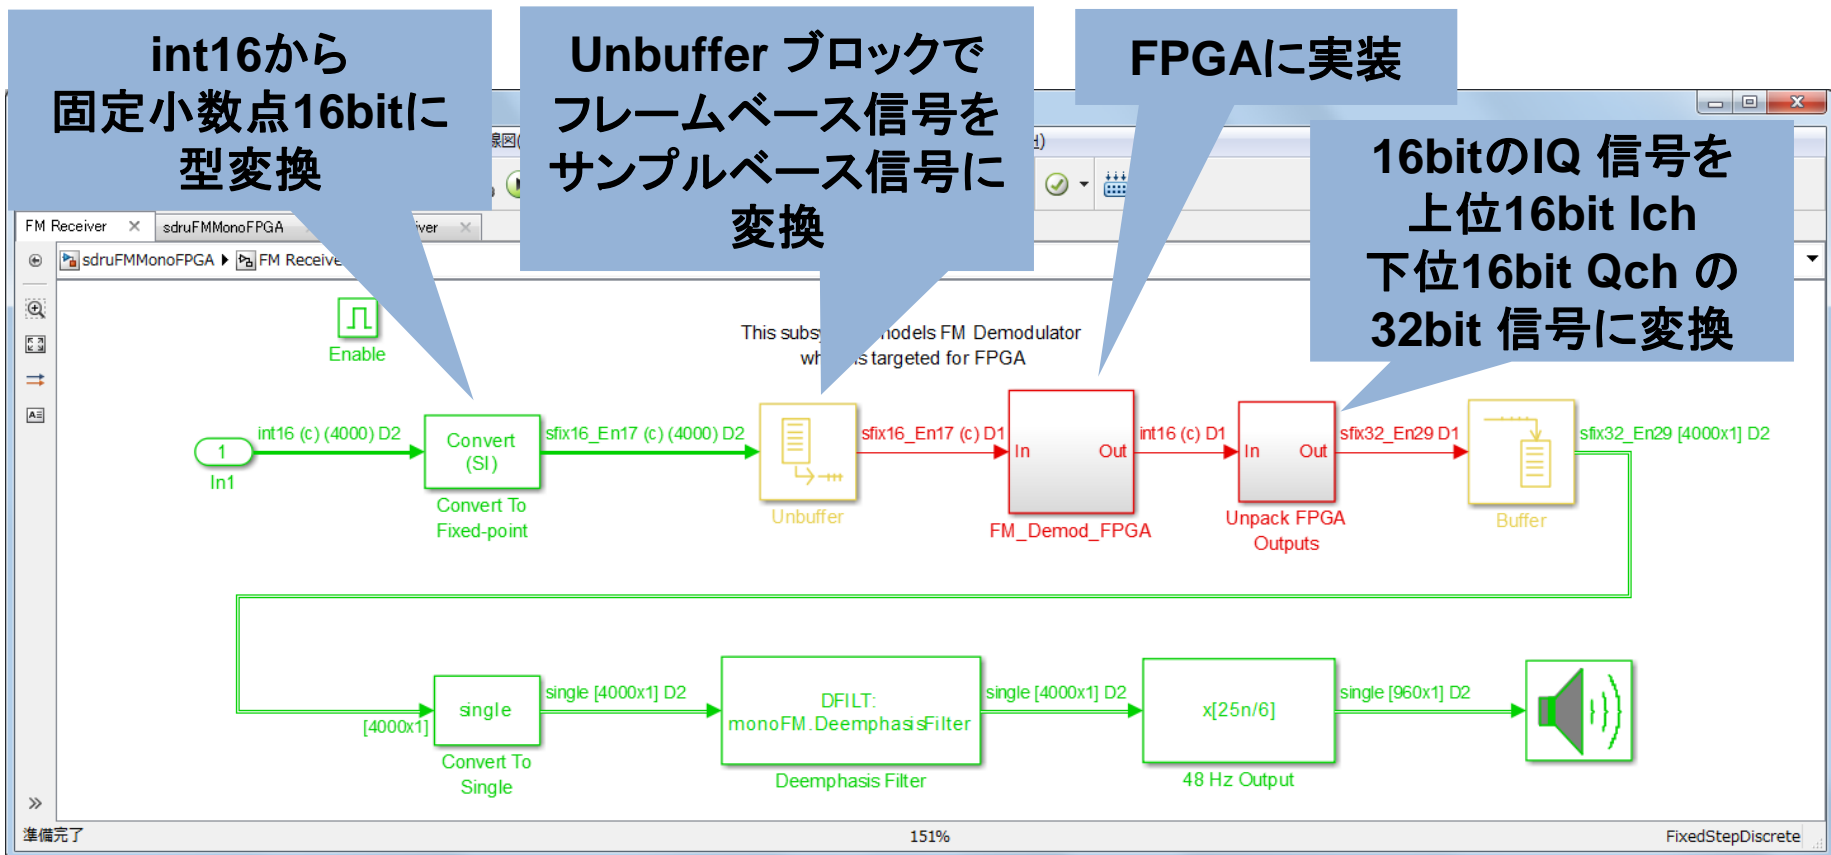 int16から
固定小数点16bitに
型変換
Unbuffer ブロックで
フレームベース信号を
サンプルベース信号に
変換
FPGAに実装
16bitのIQ 信号を
上位16bit Ich
下位16bit Qch の
32bit 信号に変換
FM Receiver
sdruFMMonoFPGA
sdruFMMonoFPGA
FM Receive
Enable
This subsy
models FM Demodulator
targeted for FPGA
int16 (c) (4000) D2
sfix16_En17 (c) (4000) D2
sfix16_En17 (c) D1
int16 (c) D1
sfix32_En29 D1
sfix32_En29 [4000x1] D2
1
In1
Convert
(SI)
Convert To
Fixed-point
Unbuffer
In
Out
FM_Demod_FPGA
In
Out
Unpack FPGA
Outputs
Buffer
[4000x1]
single
Convert To
Single
single [4000x1] D2
DFILT:
monoFM.DeemphasisFilter
Deemphasis Filter
single [4000x1] D2
x[25n/6]
48 Hz Output
single [960x1] D2
準備完了
151%
FixedStepDiscrete